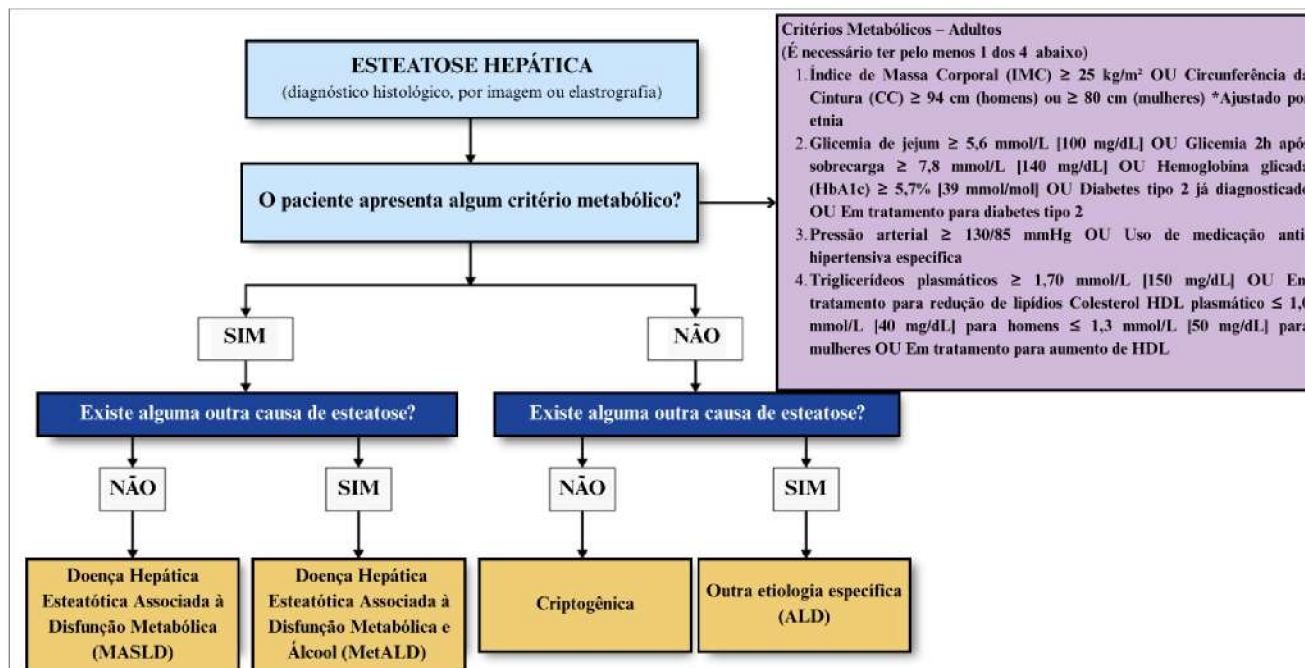 ESTEATOSE HEPÁTICA
(diagnóstico histológico, por imagem ou elastrografia)
O paciente apresenta algum critério metabólico?
Critérios Metabólicos – Adultos
(É necessário ter pelo menos 1 dos 4 abaixo)
1. Índice de Massa Corporal (IMC) ≥ 25 kg/m² OU Circunferência da
Cintura (CC) ≥ 94 cm (homens) ou ≥ 80 cm (mulheres) *Ajustado por
etnia
2. Glicemia de jejum ≥ 5,6 mmol/L [100 mg/dL] OU Glicemia 2h após
sobrecarga ≥ 7,8 mmol/L [140 mg/dL] OU Hemoglobina glicada
(HbA1c) ≥ 5,7% [39 mmol/mol] OU Diabetes tipo 2 já diagnosticado
OU Em tratamento para diabetes tipo 2
3. Pressão arterial ≥ 130/85 mmHg OU Uso de medicação anti-
hipertensiva específica
4. Triglicerídeos plasmáticos ≥ 1,70 mmol/L [150 mg/dL] OU Em
tratamento para redução de lipídios Colesterol HDL plasmático ≤ 1,0
mmol/L [40 mg/dL] para homens ≤ 1,3 mmol/L [50 mg/dL] para
mulheres OU Em tratamento para aumento de HDL
SIM
NÃO
Existe alguma outra causa de esteatose?
Existe alguma outra causa de esteatose?
NÃO
SIM
NÃO
SIM
Doença Hepática
Esteatótica Associada à
Disfunção Metabólica
(MASLD)
Doença Hepática
Esteatótica Associada à
Disfunção Metabólica e
Álcool (MetALD)
Criptogênica
Outra etiologia específica
(ALD)